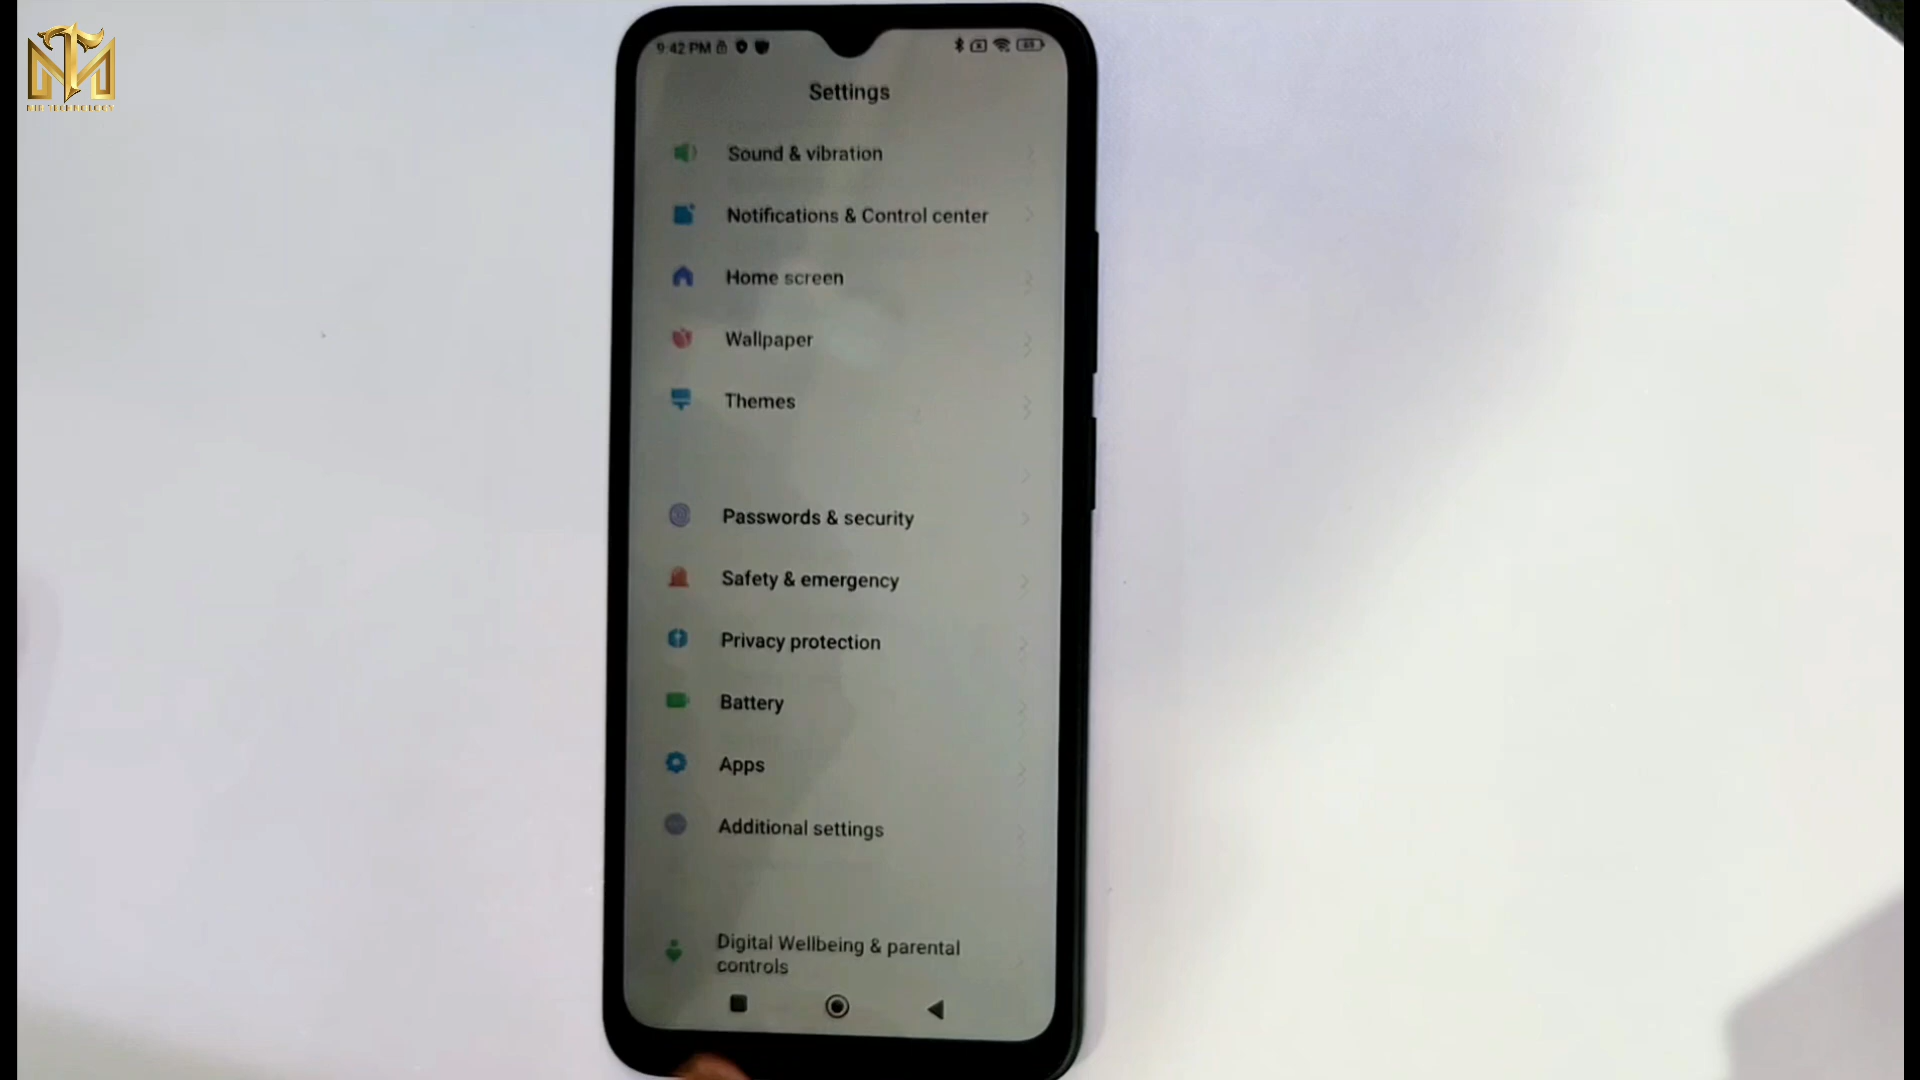 9:42 PM
Settings
Sound & vibration
Notifications & Control center
Home screen
Wallpaper
Themes
Passwords & security
Safety & emergency
Privacy protection
Battery
Apps
Additional settings
Digital Wellbeing & parental
controls